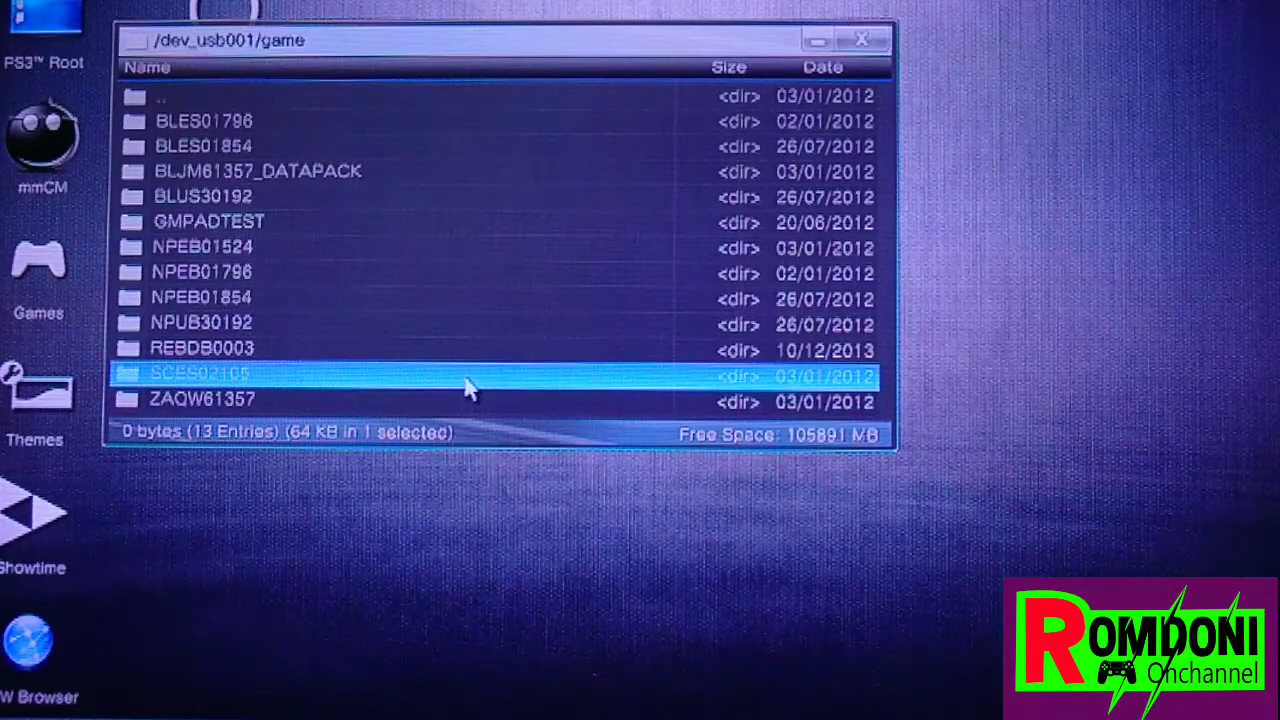 /dev_usb001/game
Name Size Date
.. <dir> 03/01/2012
BLES01796 <dir> 02/01/2012
BLES01854 <dir> 26/07/2012
BLJM61357_DATAPACK <dir> 03/01/2012
BLUS30192 <dir> 26/07/2012
GMPADTEST <dir> 20/06/2012
NPEB01524 <dir> 03/01/2012
NPEB01796 <dir> 02/01/2012
NPEB01854 <dir> 26/07/2012
NPUB30192 <dir> 26/07/2012
REBDB0003 <dir> 10/12/2013
SCES02105 <dir> 03/01/2012
ZAQW61357 <dir> 03/01/2012
0 bytes (13 Entries) (64 KB in 1 selected) Free Space: 105891 MB
PS3™ Root
mmCM
Games
Themes
Showtime
W Browser
ROMDONI
Onchannel